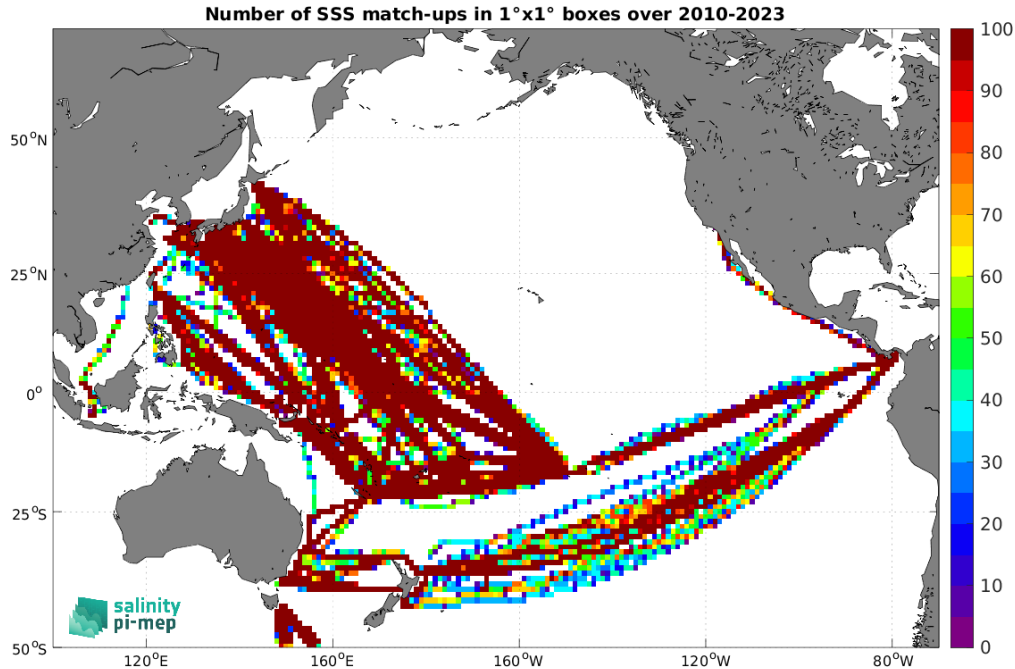 Number of SSS match-ups in 1°x1° boxes over 2010-2023
100
90
80
70
60
50
40
30
20
10
0
50°N
25°N
0°
25°S
50°S
120°E
160°E
160°W
120°W
80°W
salinity
pi-mep